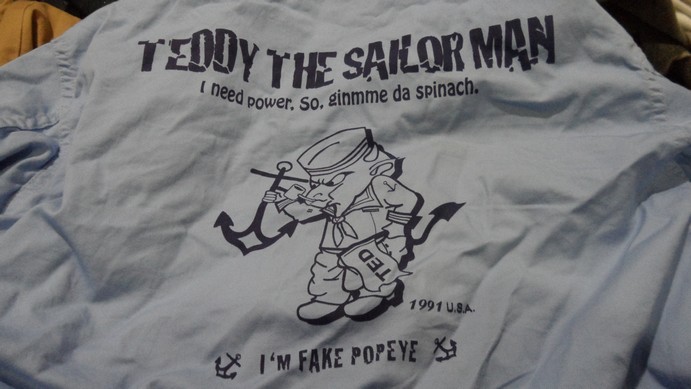 TEDDY THE SAILOR MAN
I need power. So, ginmme da spinach.
TED
1991 U.S.A.
I'M FAKE POPEYE